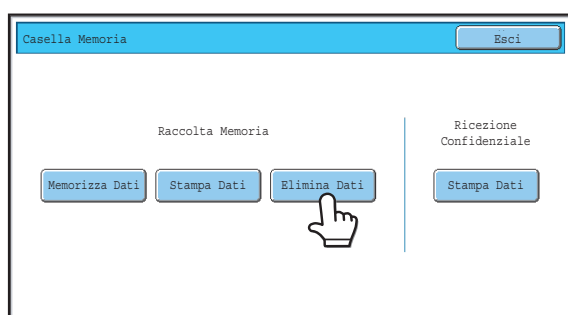 Casella Memoria
Esci
Raccolta Memoria
Memorizza Dati
Stampa Dati
Elimina Dati
Ricezione
Confidenziale
Stampa Dati